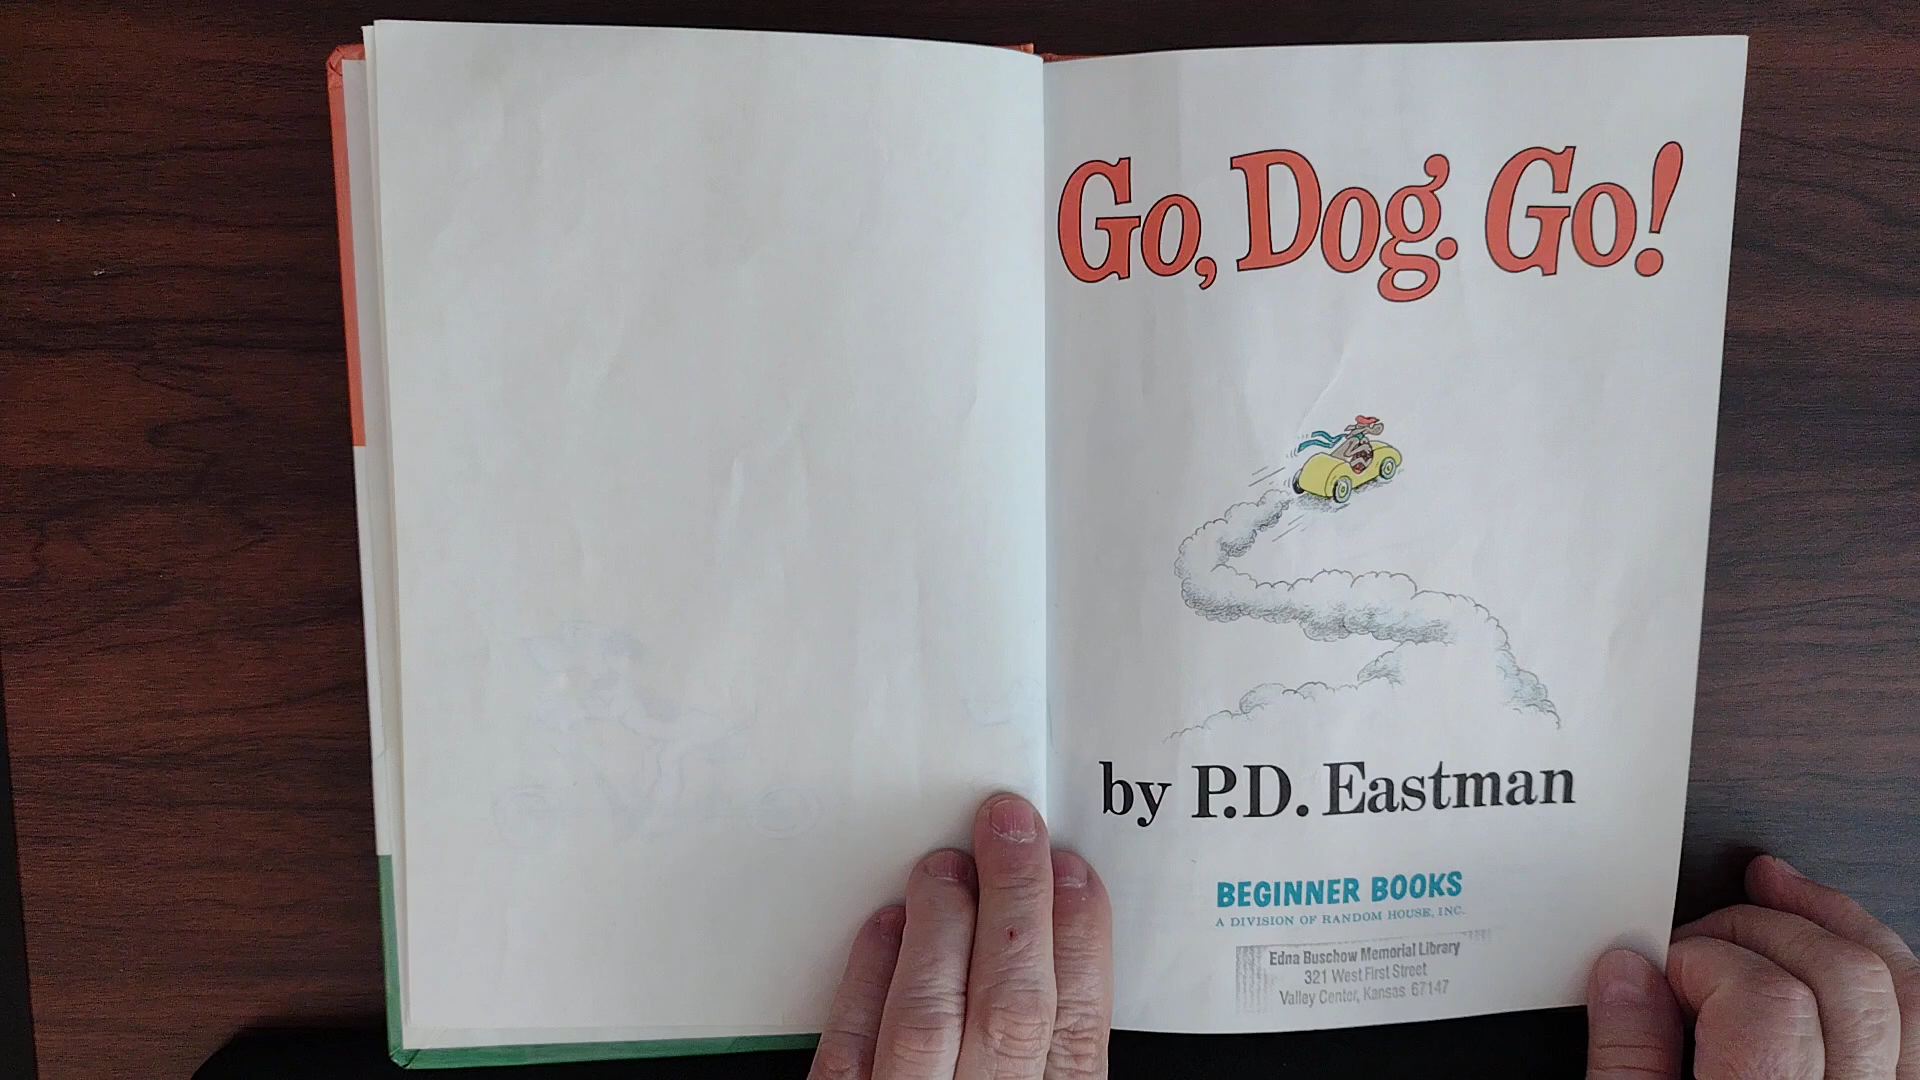 Go, Dog. Go!
by P.D. Eastman
BEGINNER BOOKS
A DIVISION OF RANDOM HOUSE, INC.
Edna Buschow Memorial Library
321 West First Street
Valley Center, Kansas 67147